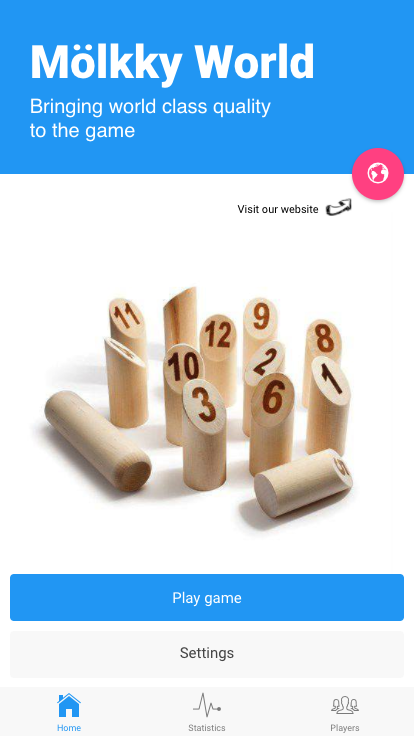 Mölkky World
Bringing world class quality
to the game
Visit our website
11
12
9
8
10
2
1
3
6
5
Play game
Settings
Home
Statistics
Players